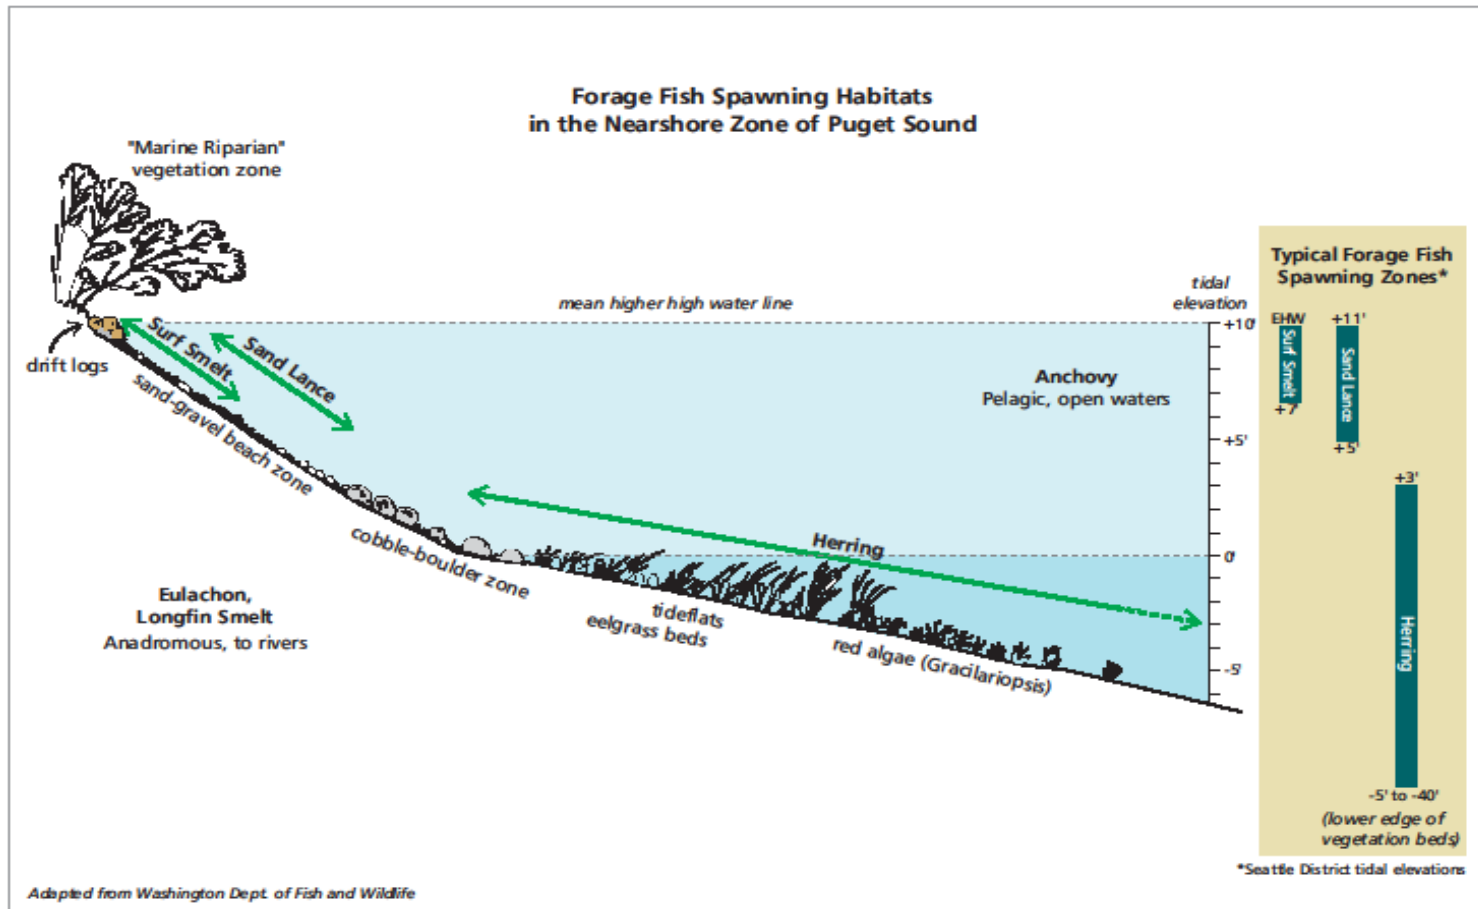 Forage Fish Spawning Habitats
in the Nearshore Zone of Puget Sound
"Marine Riparian"
vegetation zone
mean higher high water line
tidal
elevation
drift logs
Surf Smelt
Sand Lance
sand-gravel beach zone
cobble-boulder zone
Anchovy
Pelagic, open waters
Herring
tideflats
eelgrass beds
red algae (Gracilariopsis)
Eulachon,
Longfin Smelt
Anadromous, to rivers
+10'
+5'
0'
-5'
Typical Forage Fish
Spawning Zones*
EHW
Surf Smelt
+7'
+11'
Sand Lance
+5'
+3'
Herring
-5' to -40'
(lower edge of
vegetation beds)
*Seattle District tidal elevations
Adapted from Washington Dept. of Fish and Wildlife